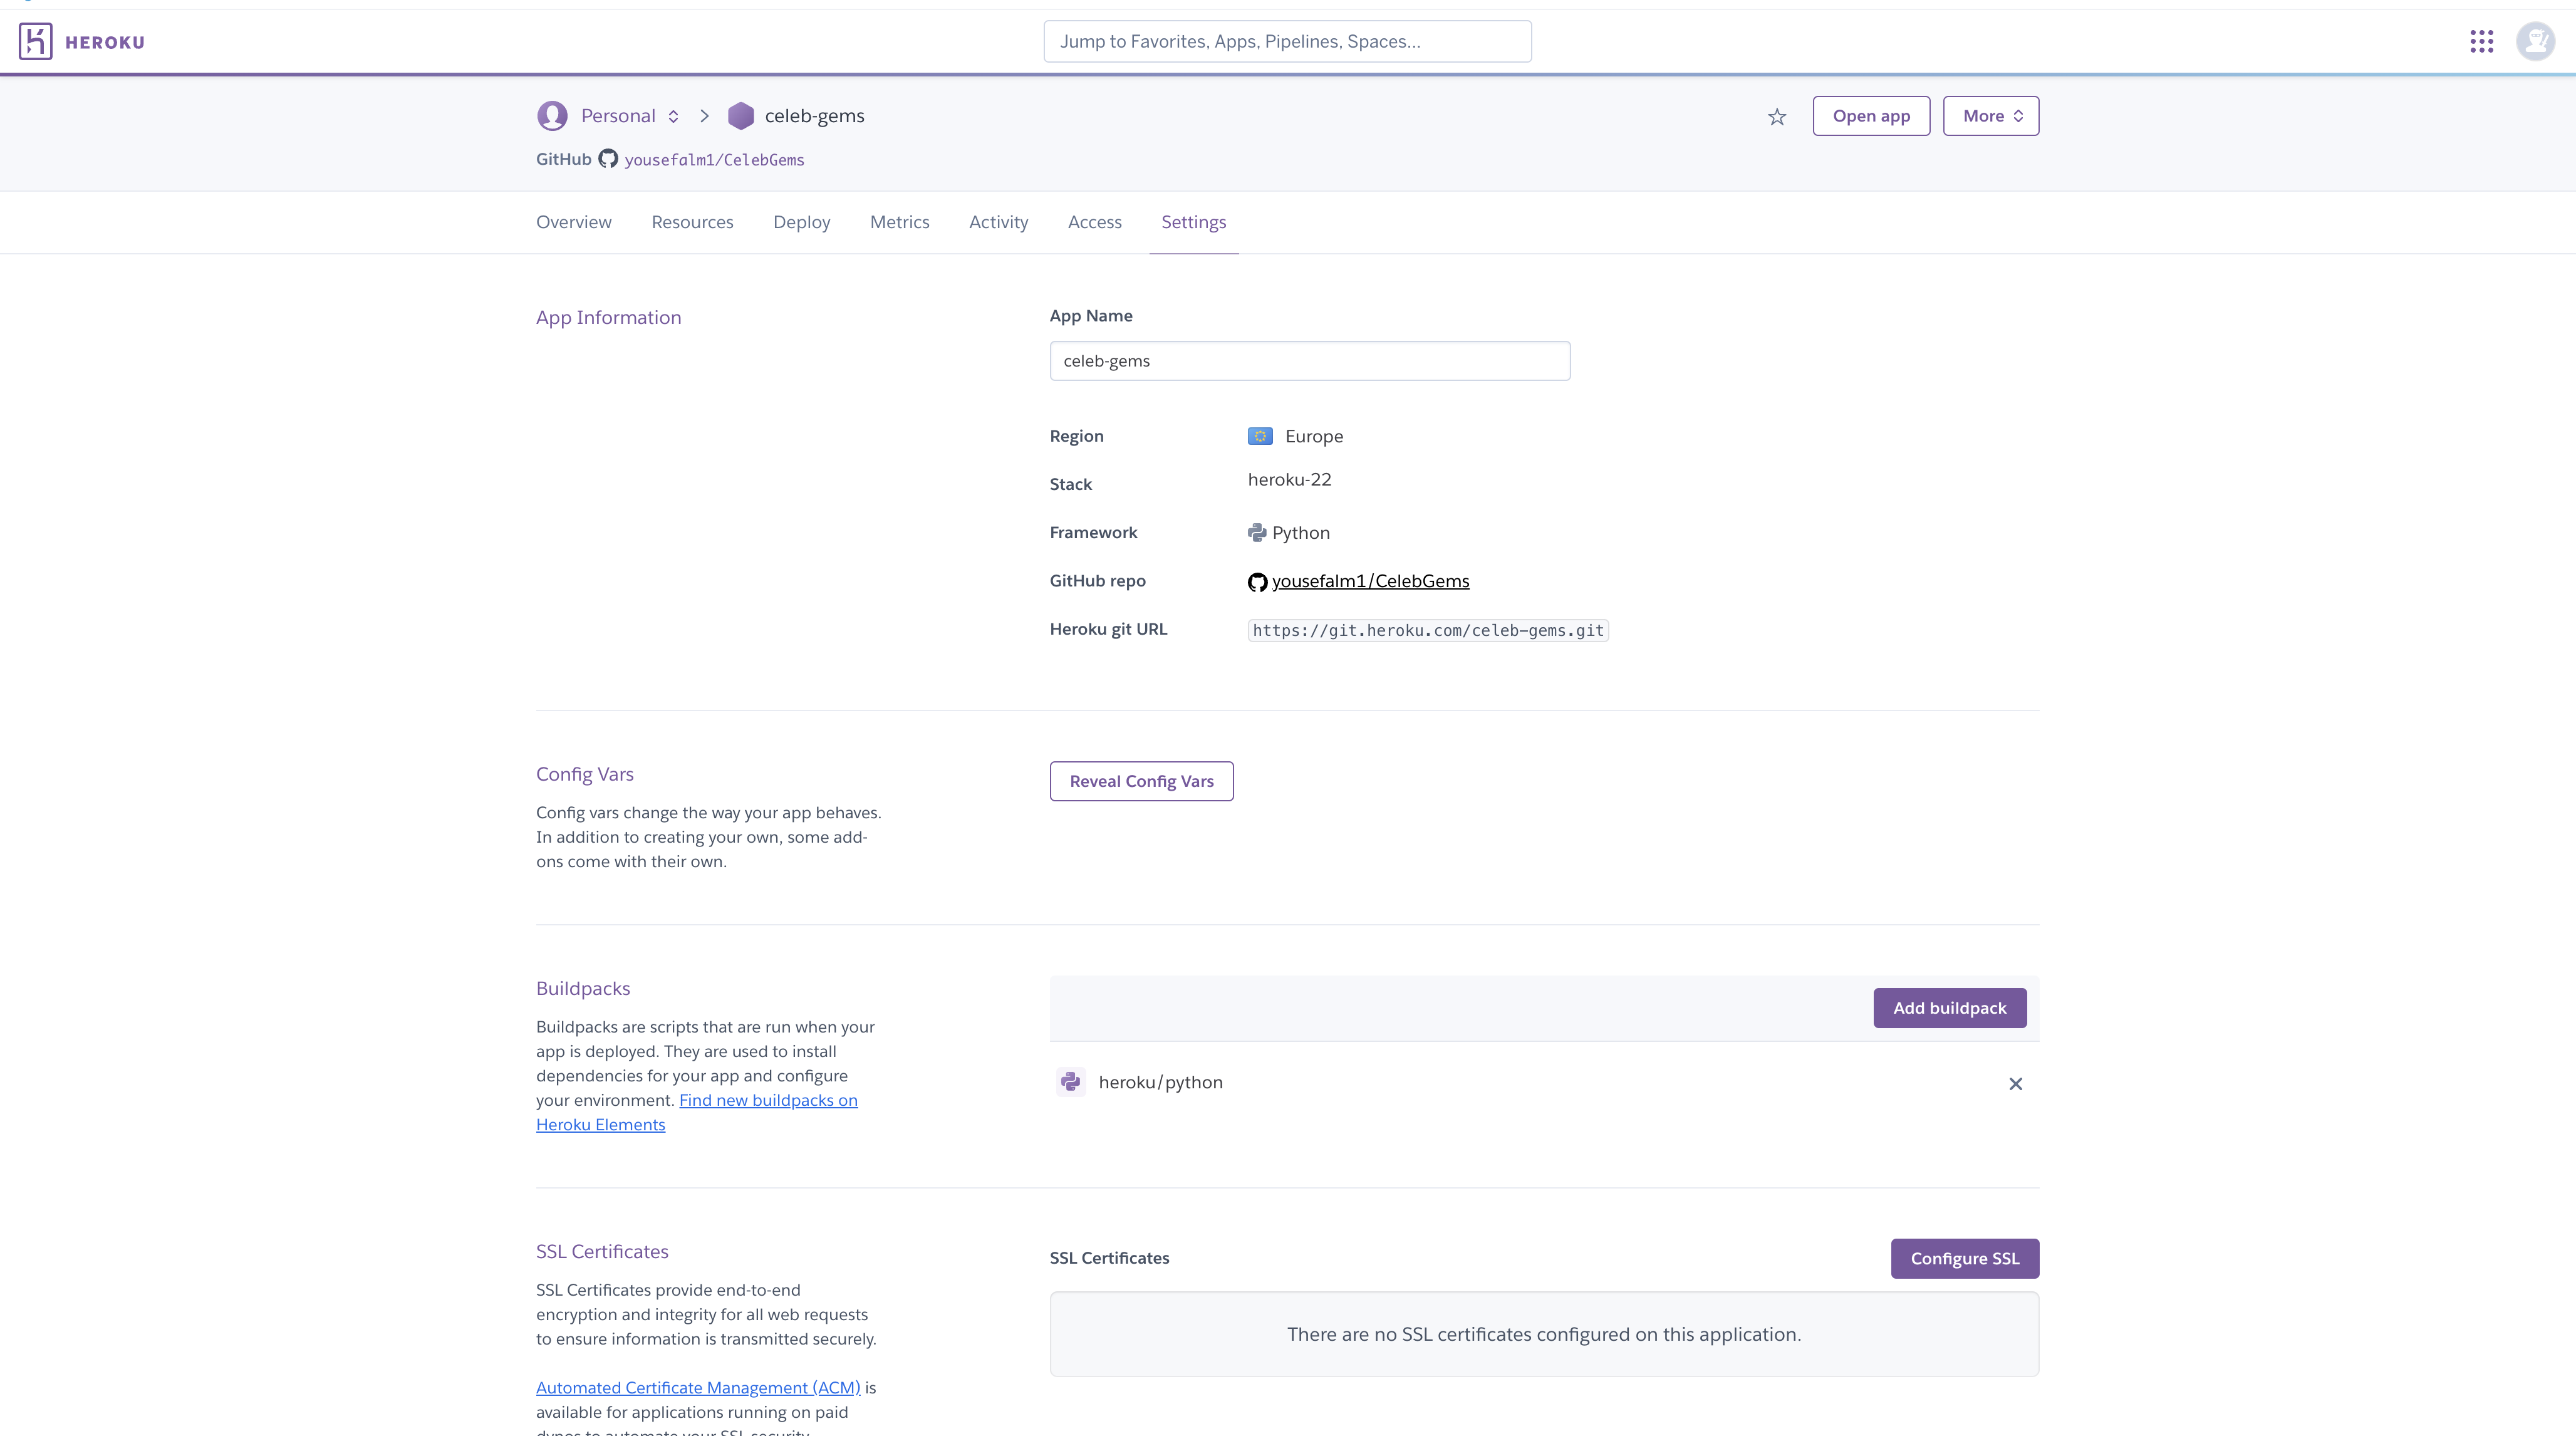 HEROKU
Jump to Favorites, Apps, Pipelines, Spaces...
Personal
celeb-gems
Open app
More
GitHub yousefalm1/CelebGems
Overview Resources Deploy Metrics Activity Access Settings
App Information
App Name
celeb-gems
Region Europe
Stack heroku-22
Framework Python
GitHub repo yousefalm1/CelebGems
Heroku git URL https://git.heroku.com/celeb-gems.git
Config Vars
Config vars change the way your app behaves.
In addition to creating your own, some add-
ons come with their own.
Reveal Config Vars
Buildpacks
Buildpacks are scripts that are run when your
app is deployed. They are used to install
dependencies for your app and configure
your environment. Find new buildpacks on
Heroku Elements
Add buildpack
heroku/python
SSL Certificates
SSL Certificates provide end-to-end
encryption and integrity for all web requests
to ensure information is transmitted securely.
Automated Certificate Management (ACM) is
available for applications running on paid
dynos to automate your SSL security
SSL Certificates
Configure SSL
There are no SSL certificates configured on this application.